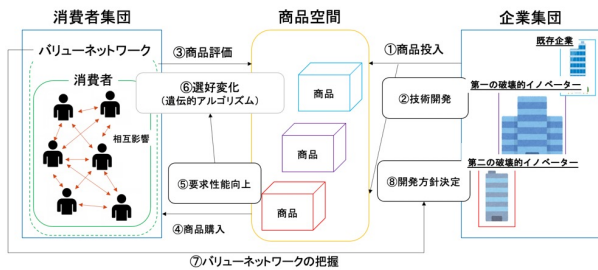 消費者集団
商品空間
企業集団
バリューネットワーク
③商品評価
①商品投入
既存企業
消費者
⑥選好変化
(遺伝的アルゴリズム)
商品
②技術開発
第一の破壊的イノベーター
相互影響
商品
第二の破壊的イノベーター
⑤要求性能向上
⑧開発方針決定
商品
④商品購入
⑦バリューネットワークの把握